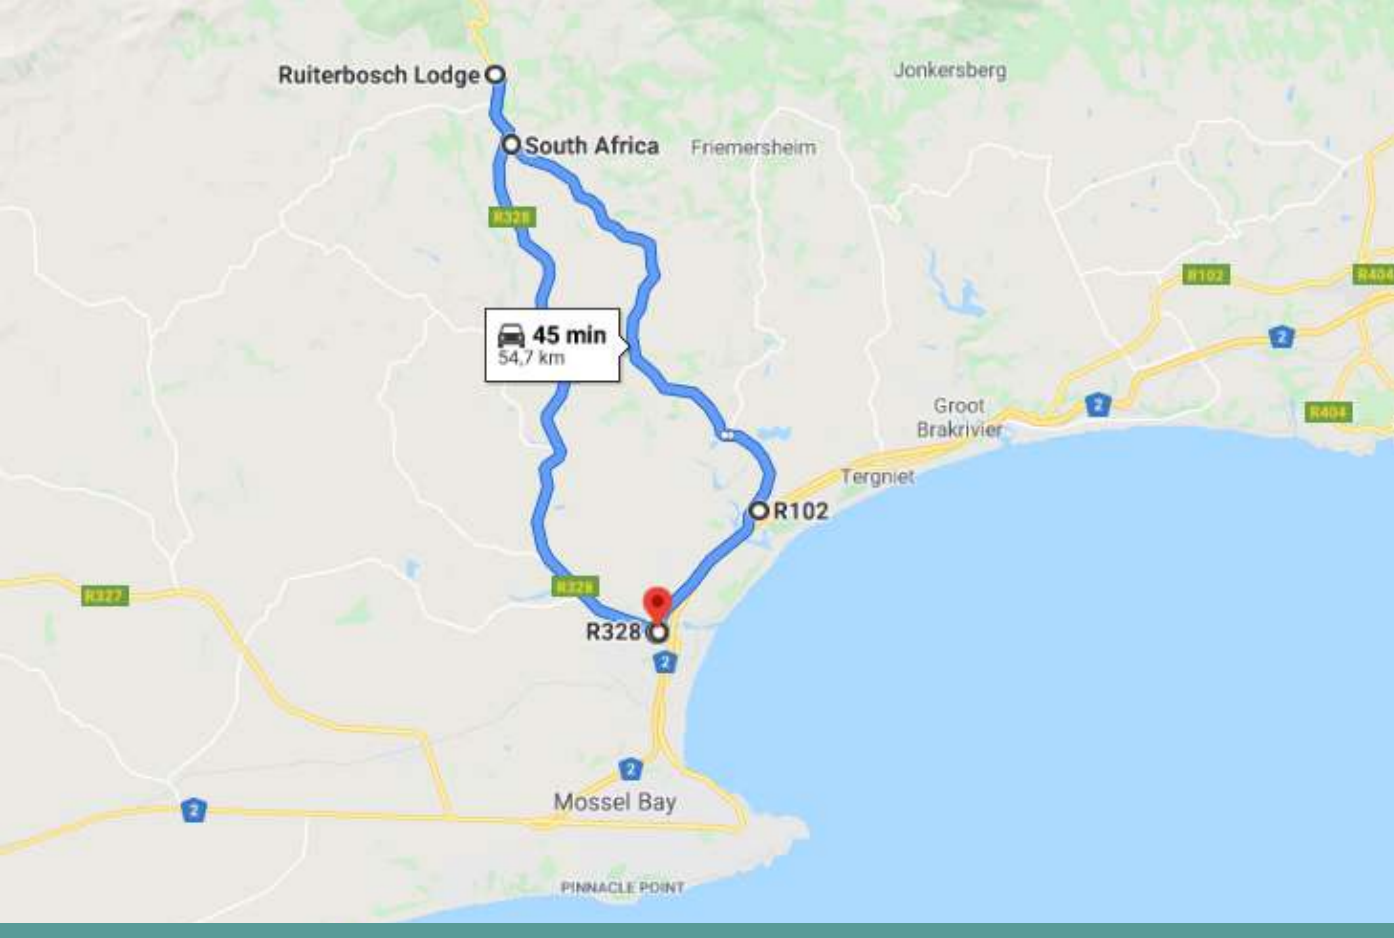 Ruiterbosch Lodge
Jonkersberg
South Africa
Friemersheim
R328
R102
R404
45 min
54,7 km
2
2
Groot
Brakrivier
R404
Tergniet
R102
R328
R327
R328
2
2
Mossel Bay
2
PINNACLE POINT